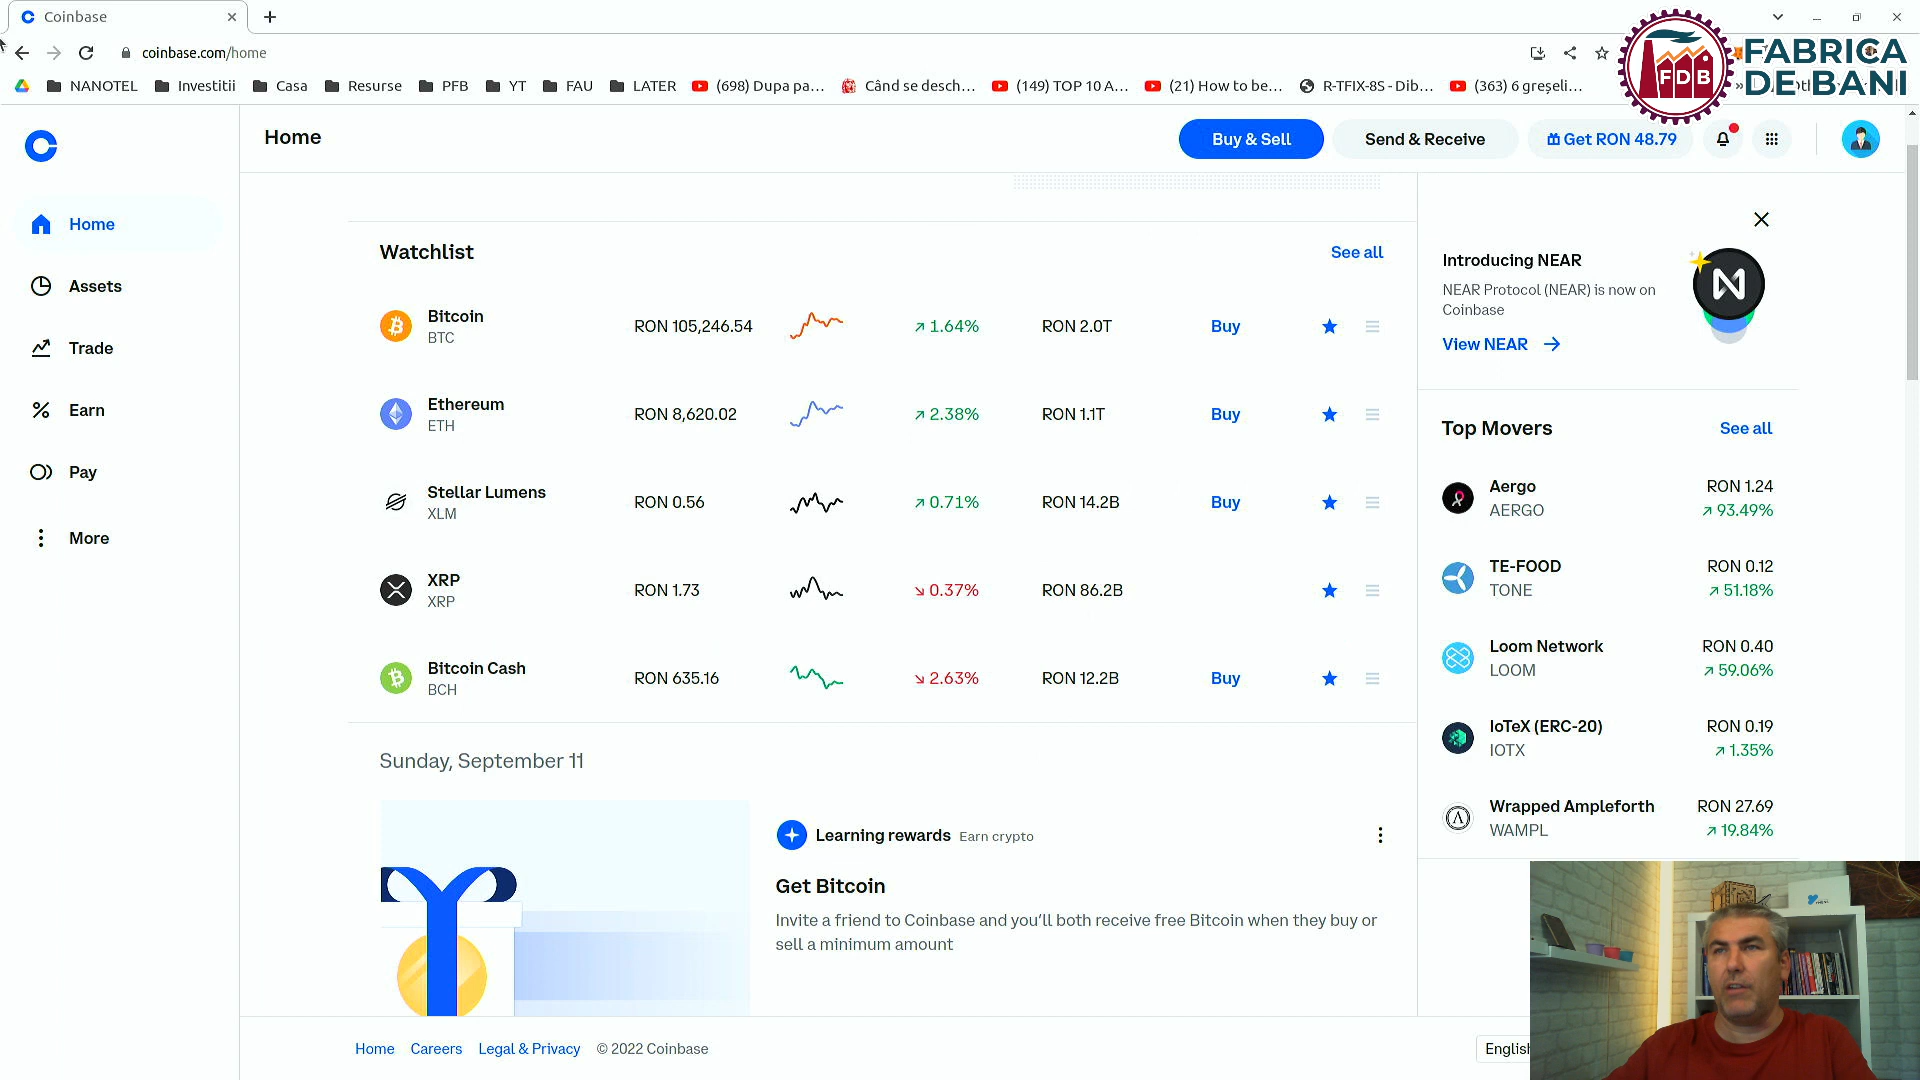 Coinbase
coinbase.com/home
NANOTEL
Investitii
Casa
Resurse
PFB
YT
FAU
LATER
(698) Dupa pa...
Când se desch...
(149) TOP 10 A...
(21) How to be...
R-TFIX-8S - Dib...
(363) 6 greșeli...
FDB
FABRICA
DE BANI
Home
Buy & Sell
Send & Receive
Get RON 48.79
Home
Assets
Trade
Earn
Pay
More
Watchlist
See all
Bitcoin
BTC
RON 105,246.54
1.64%
RON 2.0T
Buy
Ethereum
ETH
RON 8,620.02
2.38%
RON 1.1T
Buy
Stellar Lumens
XLM
RON 0.56
0.71%
RON 14.2B
Buy
XRP
XRP
RON 1.73
0.37%
RON 86.2B
Bitcoin Cash
BCH
RON 635.16
2.63%
RON 12.2B
Buy
Sunday, September 11
Learning rewards Earn crypto
Get Bitcoin
Invite a friend to Coinbase and you'll both receive free Bitcoin when they buy or
sell a minimum amount
Introducing NEAR
NEAR Protocol (NEAR) is now on
Coinbase
View NEAR
Top Movers
See all
Aergo
AERGO
RON 1.24
93.49%
TE-FOOD
TONE
RON 0.12
51.18%
Loom Network
LOOM
RON 0.40
59.06%
IoTeX (ERC-20)
IOTX
RON 0.19
1.35%
Wrapped Ampleforth
WAMPL
RON 27.69
19.84%
Home
Careers
Legal & Privacy
© 2022 Coinbase
English